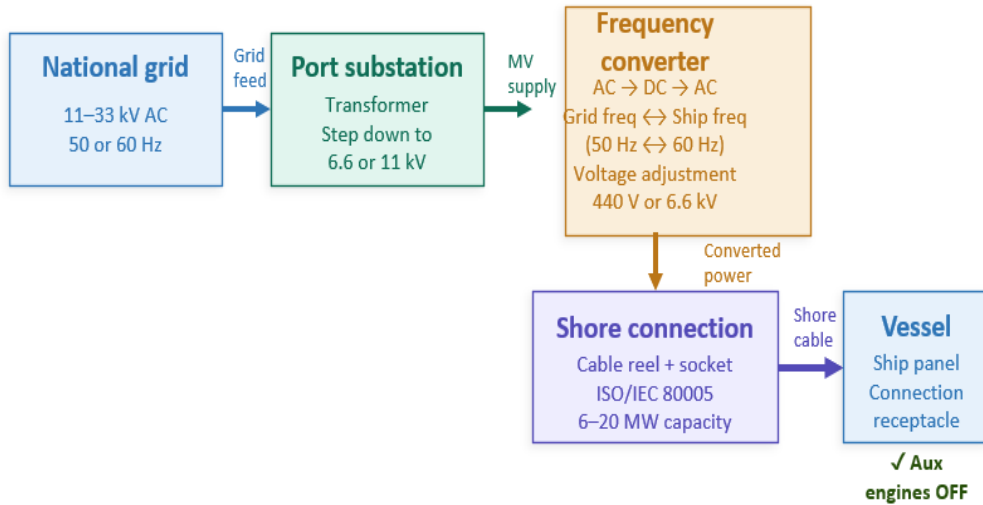 National grid
11–33 kV AC
50 or 60 Hz
Grid
feed
Port substation
Transformer
Step down to
6.6 or 11 kV
MV
supply
Frequency
converter
AC → DC → AC
Grid freq ↔ Ship freq
(50 Hz ↔ 60 Hz)
Voltage adjustment
440 V or 6.6 kV
Converted
power
Shore connection
Cable reel + socket
ISO/IEC 80005
6–20 MW capacity
Shore
cable
Vessel
Ship panel
Connection
receptacle
✓ Aux
engines OFF